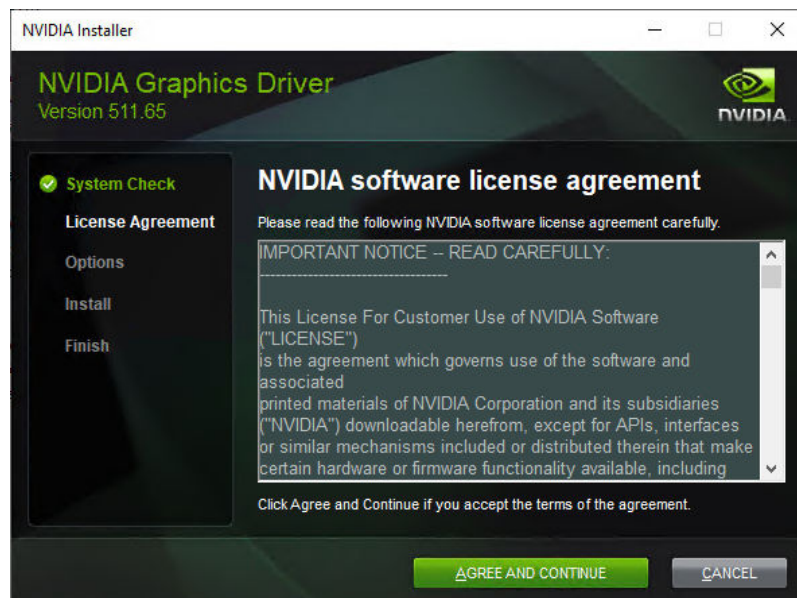 NVIDIA Installer
NVIDIA Graphics Driver
Version 511.65
NVIDIA.
System Check
License Agreement
Options
Install
Finish
NVIDIA software license agreement
Please read the following NVIDIA software license agreement carefully.
IMPORTANT NOTICE -- READ CAREFULLY:
-----------------------------------
This License For Customer Use of NVIDIA Software
("LICENSE")
is the agreement which governs use of the software and
associated
printed materials of NVIDIA Corporation and its subsidiaries
("NVIDIA") downloadable herefrom, except for APIs, interfaces
or similar mechanisms included or distributed therein that make
certain hardware or firmware functionality available, including
Click Agree and Continue if you accept the terms of the agreement.
AGREE AND CONTINUE
CANCEL